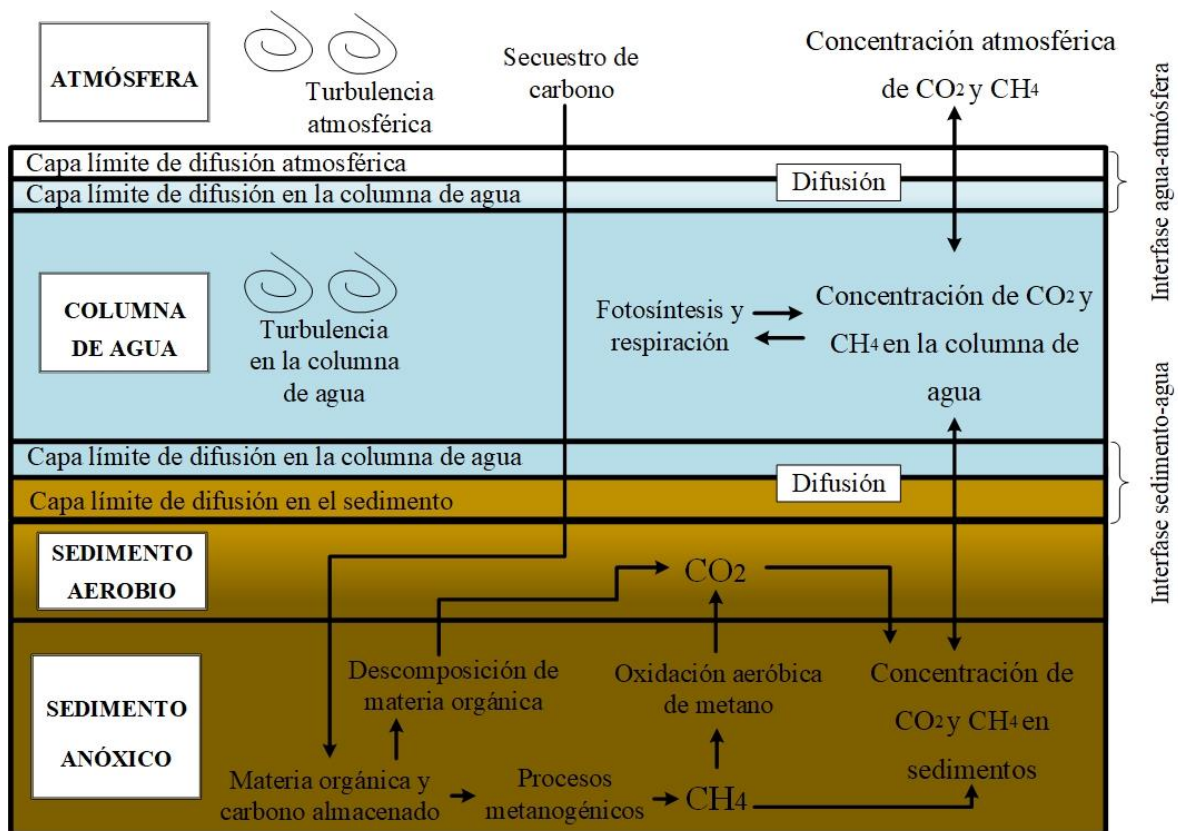 ATMÓSFERA
Turbulencia
atmosférica
Secuestro de
carbono
Concentración atmosférica
de CO2 y CH4
Interfase agua-atmósfera
Capa límite de difusión atmosférica
Capa límite de difusión en la columna de agua
Difusión
COLUMNA
DE AGUA
Turbulencia
en la columna
de agua
Fotosíntesis y
respiración
Concentración de CO2 y
CH4 en la columna de
agua
Interfase sedimento-agua
Capa límite de difusión en la columna de agua
Capa límite de difusión en el sedimento
Difusión
SEDIMENTO
AEROBIO
CO2
SEDIMENTO
ANÓXICO
Descomposición de
materia orgánica
Oxidación aeróbica
de metano
Concentración de
CO2 y CH4 en
sedimentos
Materia orgánica y
carbono almacenado
Procesos
metanogénicos
CH4